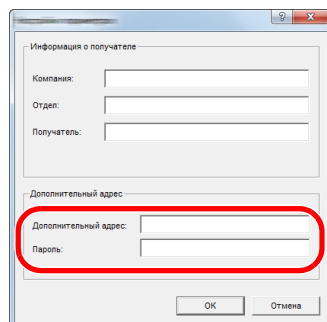 Информация о получателе
Компания:
Отдел:
Получатель:
Дополнительный адрес
Дополнительный адрес:
Пароль:
OK Отмена